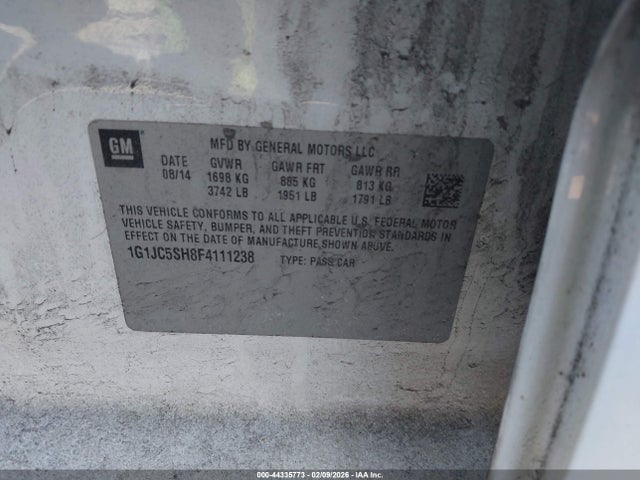 GM
MFD BY GENERAL MOTORS LLC
DATE GVWR GAWR FRT GAWR RR
08/14 1698 KG 885 KG 813 KG
3742 LB 1951 LB 1791 LB
THIS VEHICLE CONFORMS TO ALL APPLICABLE U.S. FEDERAL MOTOR
VEHICLE SAFETY, BUMPER, AND THEFT PREVENTION STANDARDS IN
EFFECT ON THE DATE OF MANUFACTURE SHOWN ABOVE.
1G1JC5SH8F4111238 TYPE: PASS CAR
000-44335773 - 02/09/2026 - IAA Inc.